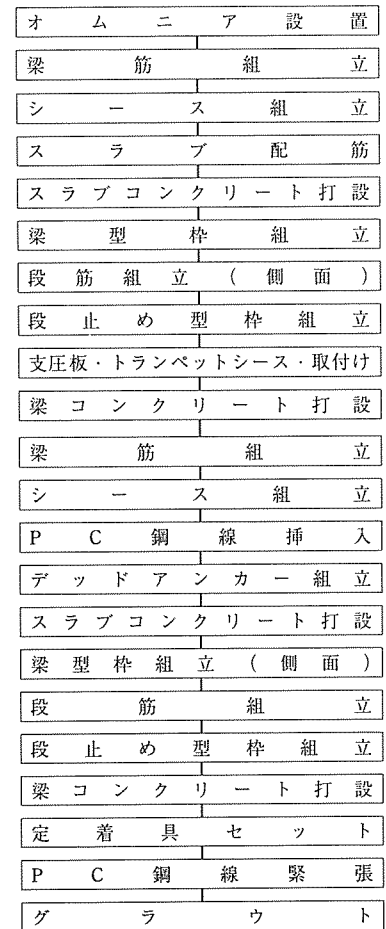 オムニア設置
梁筋組立
シース組立
スラブ配筋
スラブコンクリート打設
梁型枠組立
段筋組立(側面)
段止め型枠組立
支圧板・トランペットシース・取付け
梁コンクリート打設
梁筋組立
シース組立
PC鋼線挿入
デッドアンカー組立
スラブコンクリート打設
梁型枠組立(側面)
段筋組立
段止め型枠組立
梁コンクリート打設
定着具セット
PC鋼線緊張
グラウト